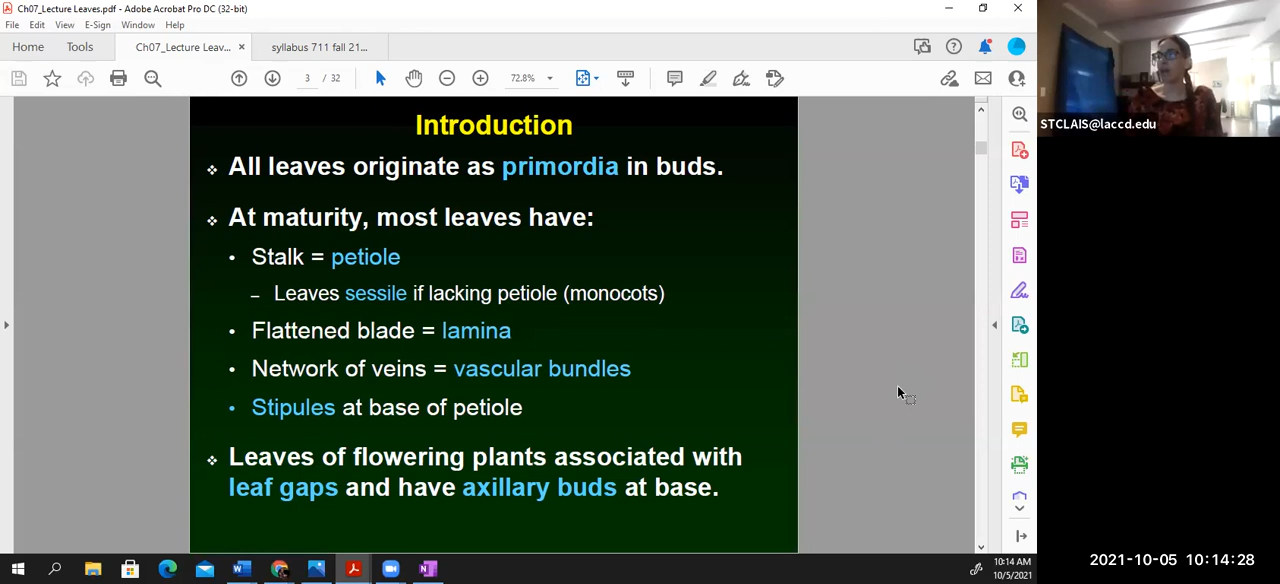 Ch07_Lecture Leaves.pdf - Adobe Acrobat Pro DC (32-bit)
File Edit View E-Sign Window Help
Home Tools Ch07_Lecture Leav... × syllabus 711 fall 21...
3 / 32 72.8%
STCLAIS@laccd.edu
Introduction
❖ All leaves originate as primordia in buds.
❖ At maturity, most leaves have:
• Stalk = petiole
– Leaves sessile if lacking petiole (monocots)
• Flattened blade = lamina
• Network of veins = vascular bundles
• Stipules at base of petiole
❖ Leaves of flowering plants associated with
leaf gaps and have axillary buds at base.
10:14 AM
10/5/2021
2021-10-05 10:14:28